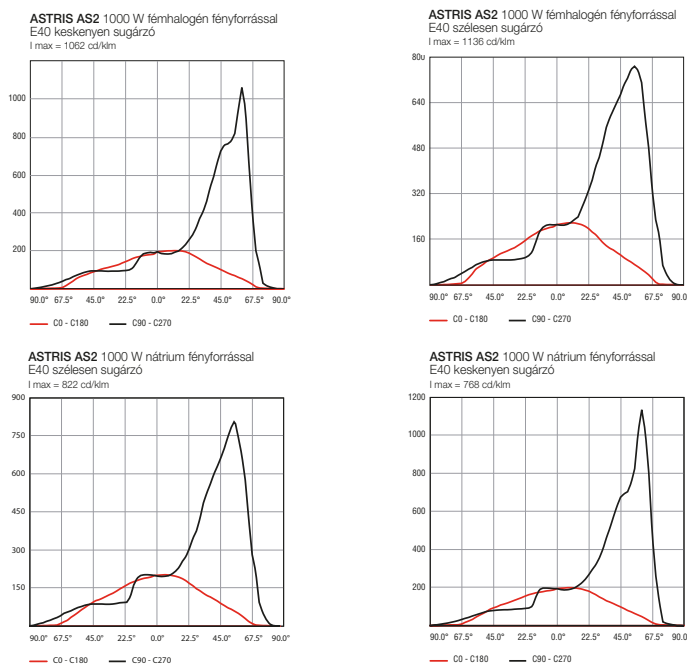 ASTRIS AS2 1000 W fémhalogén fényforrással
E40 keskenyen sugárzó
I max = 1062 cd/klm
1000
800
600
400
200
90.0° 67.5° 45.0° 22.5° 0.0° 22.5° 45.0° 67.5° 90.0°
C0 - C180 C90 - C270
ASTRIS AS2 1000 W fémhalogén fényforrással
E40 szélesen sugárzó
I max = 1136 cd/klm
80u
640
480
320
160
90.0° 67.5° 45.0° 22.5° 0.0° 22.5° 45.0° 67.5° 90.0
C0 - C180 C90 - C270
ASTRIS AS2 1000 W nátrium fényforrással
E40 szélesen sugárzó
I max = 822 cd/klm
900
750
600
450
300
150
90.0° 67.5° 45.0° 22.5° 0.0° 22.5° 45.0° 67.5° 90.0°
C0 - C180 C90 - C270
ASTRIS AS2 1000 W nátrium fényforrással
E40 keskenyen sugárzó
I max = 768 cd/klm
1200
1000
800
600
400
200
90.0° 67.5° 45.0° 22.5° 0.0° 22.5° 45.0° 67.5° 90.0°
C0 - C180 C90 - C270